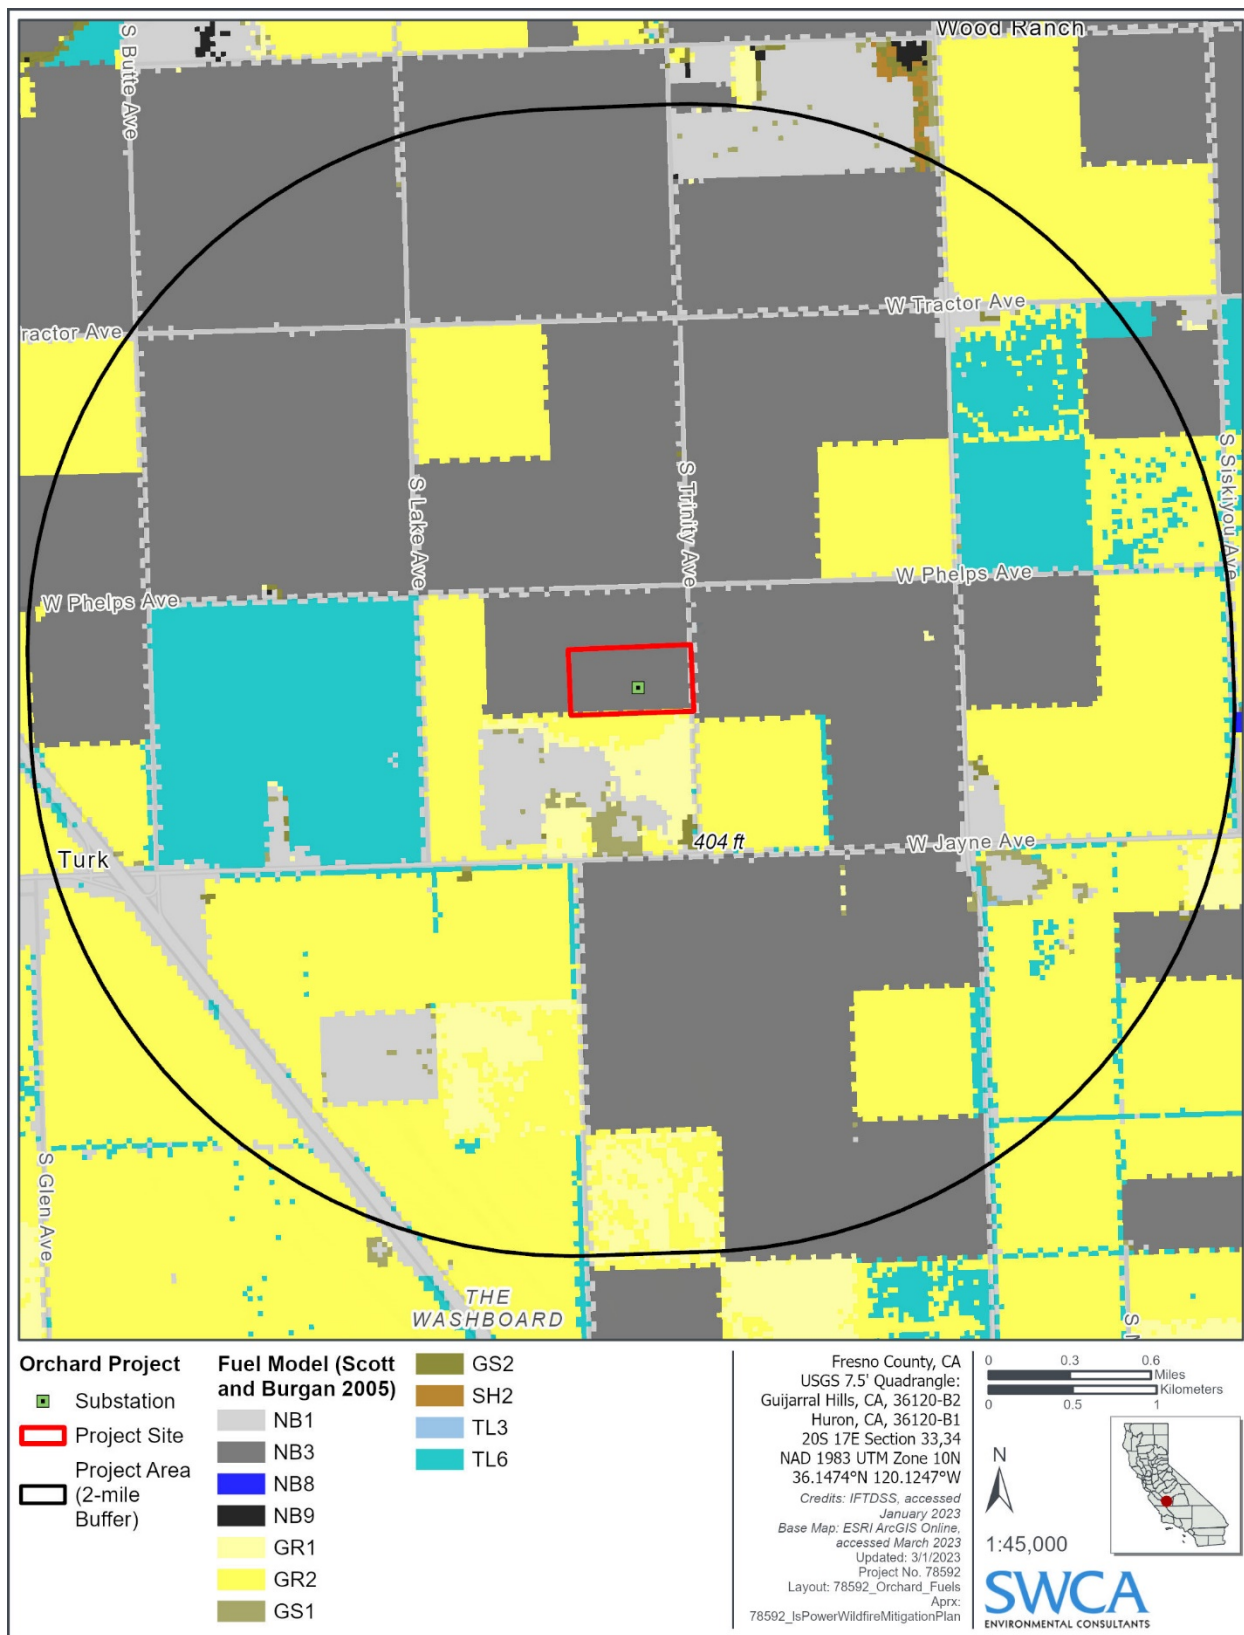 Wood Ranch
S Butte Ave
W Tractor Ave
ractor Ave
S Lake Ave
S Trinity Ave
S Siskiyou Ave
W Phelps Ave
W Phelps Ave
404 ft
W Jayne Ave
Turk
S Glen Ave
THE
WASHBOARD
S
Orchard Project
Substation
Project Site
Project Area
(2-mile
Buffer)
Fuel Model (Scott
and Burgan 2005)
NB1
NB3
NB8
NB9
GR1
GR2
GS1
GS2
SH2
TL3
TL6
Fresno County, CA
USGS 7.5' Quadrangle:
Guijarral Hills, CA, 36120-B2
Huron, CA, 36120-B1
20S 17E Section 33,34
NAD 1983 UTM Zone 10N
36.1474°N 120.1247°W
Credits: IFTDSS, accessed
January 2023
Base Map: ESRI ArcGIS Online,
accessed March 2023
Updated: 3/1/2023
Project No. 78592
Layout: 78592_Orchard_Fuels
Aprx:
78592_IsPowerWildfireMitigationPlan
0 0.3 0.6
Miles
Kilometers
0 0.5 1
N
1:45,000
SWCA
ENVIRONMENTAL CONSULTANTS